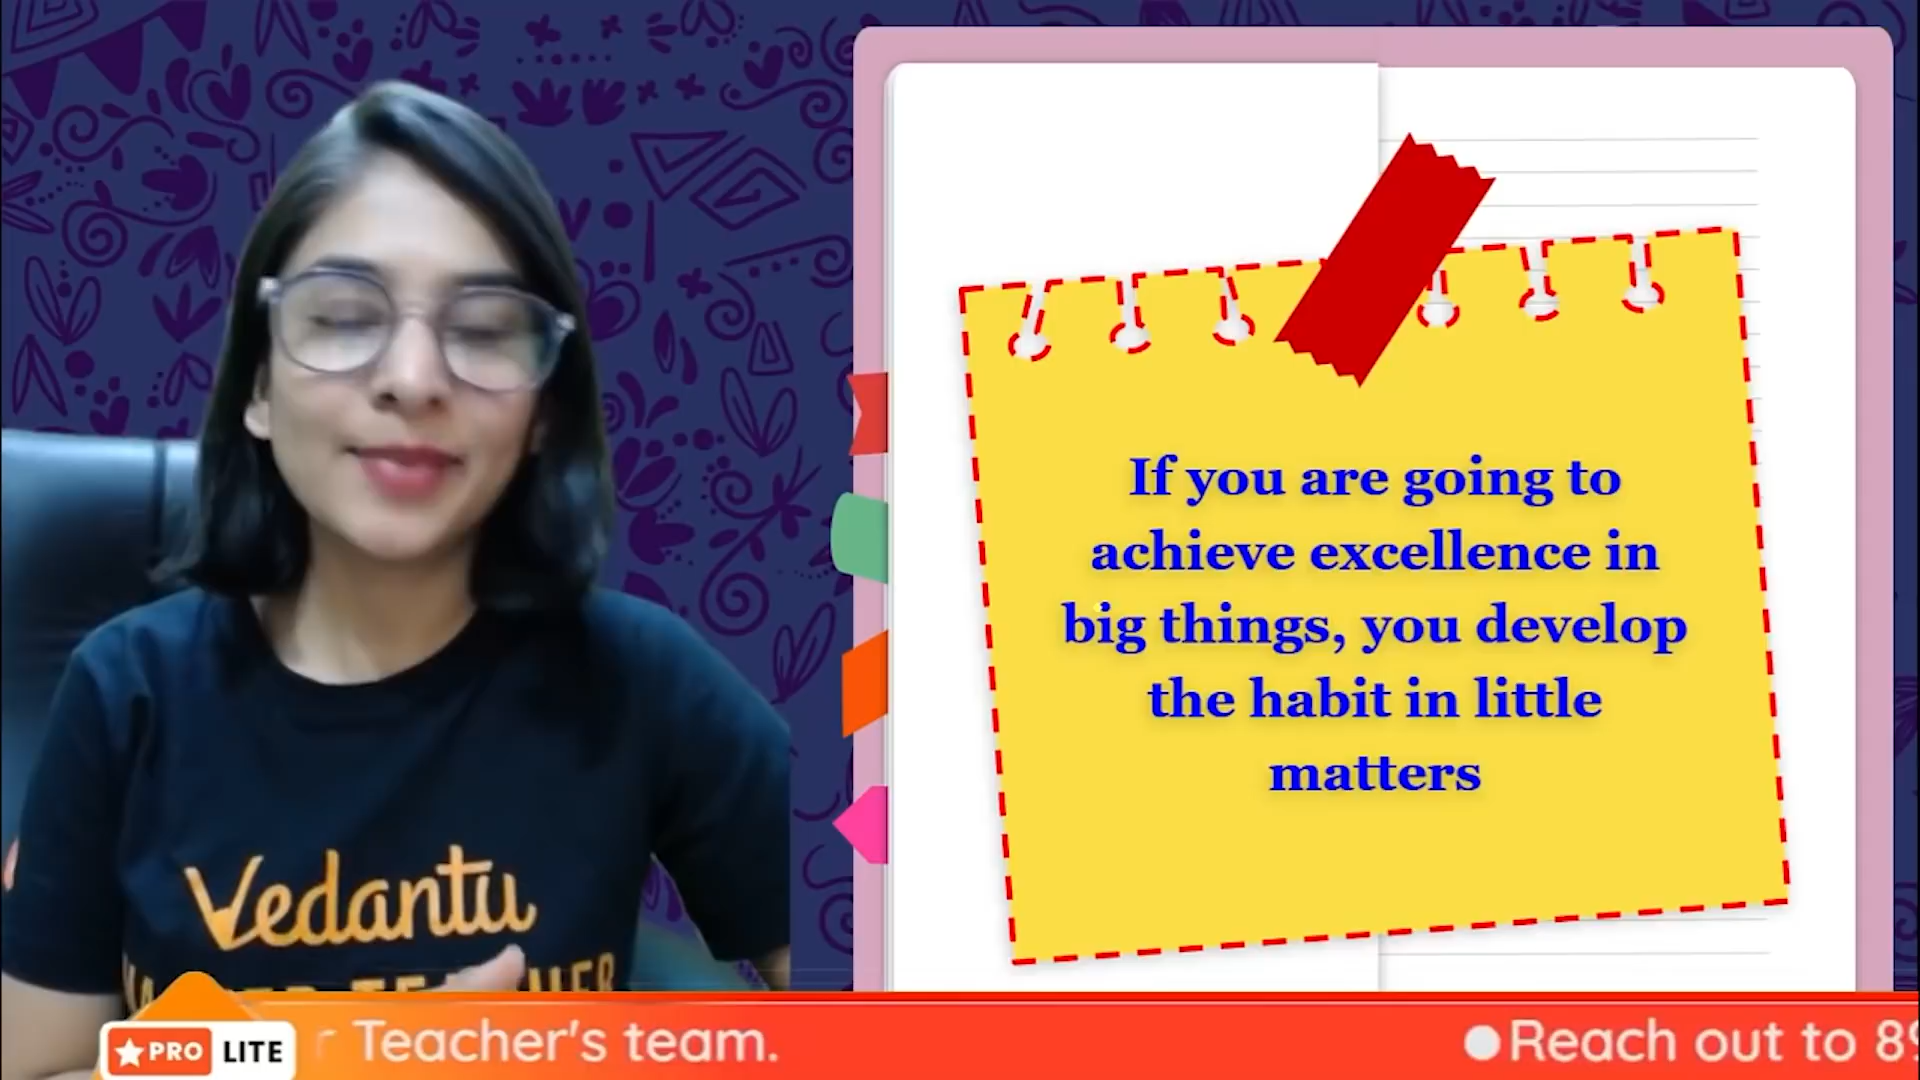 If you are going to
achieve excellence in
big things, you develop
the habit in little
matters
Vedantu
PRO LITE
Teacher's team.
Reach out to